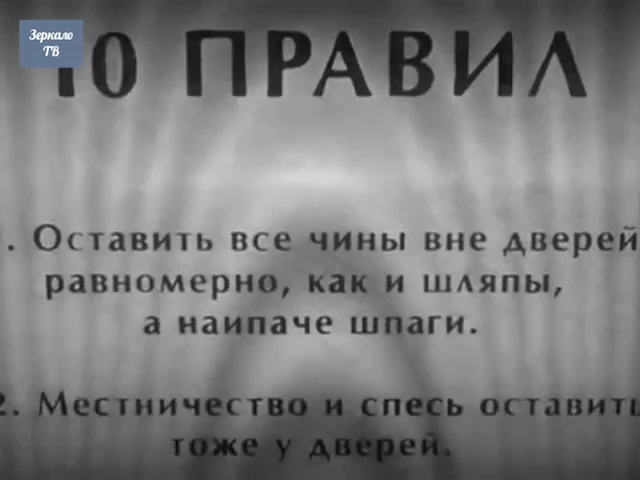 Зеркало
ТВ
10 ПРАВИЛ
. Оставить все чины вне дверей
равномерно, как и шляпы,
а наипаче шпаги.
2. Местничество и спесь оставить
тоже у дверей.